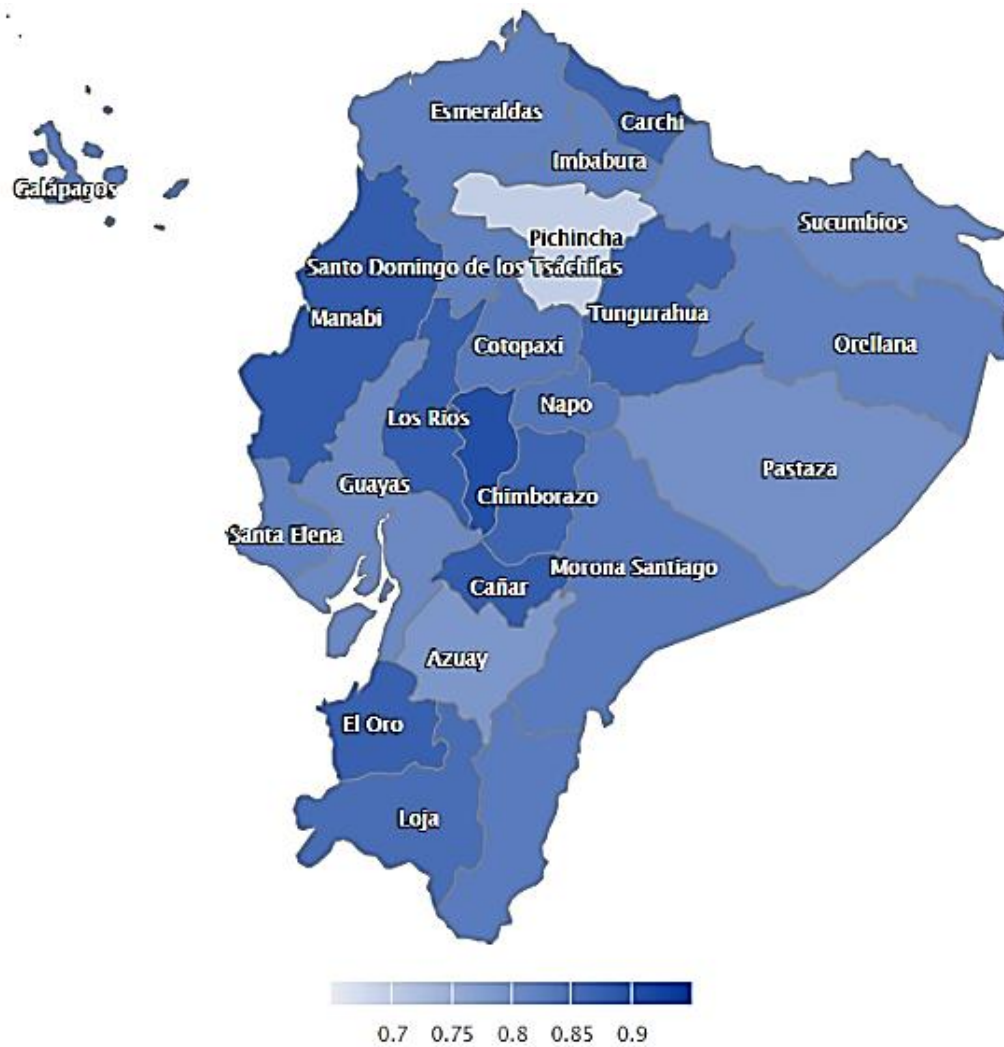 Esmeraldas
Carchi
Imbabura
Galápagos
Sucumbíos
Pichincha
Santo Domingo de los Tsáchilas
Manabí
Tungurahua
Cotopaxi
Orellana
Napo
Los Ríos
Pastaza
Guayas
Chimborazo
Santa Elena
Morona Santiago
Cañar
Azuay
El Oro
Loja
0.7 0.75 0.8 0.85 0.9